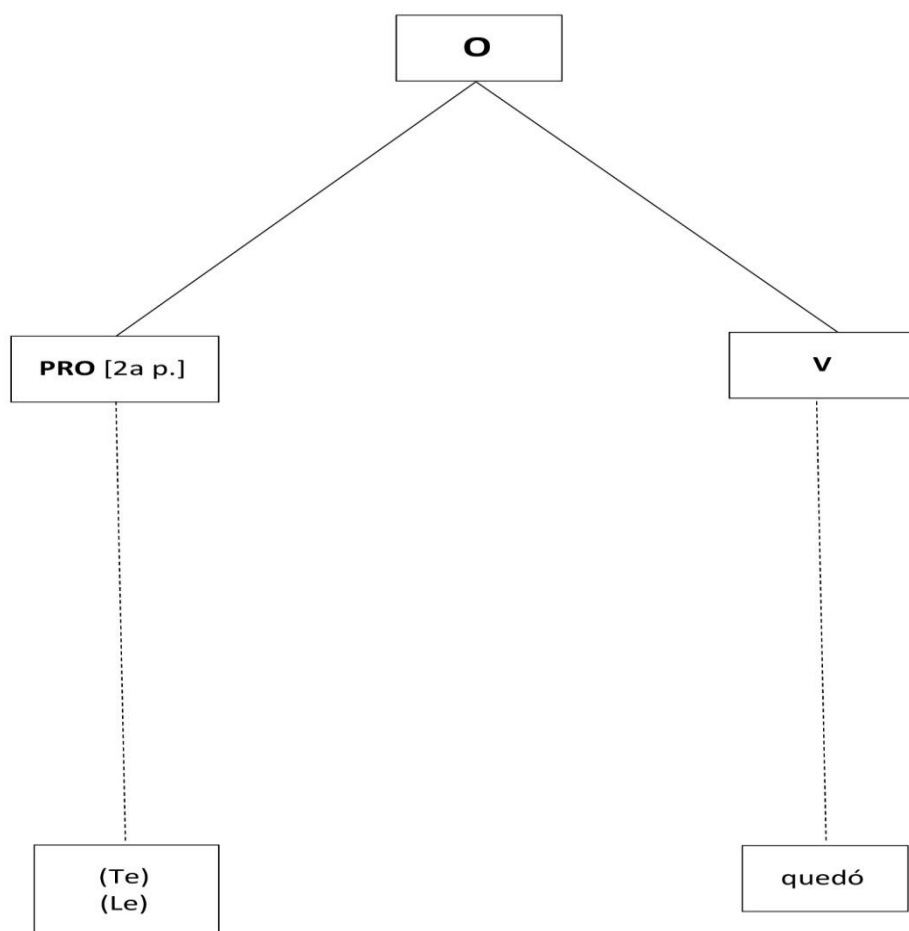 O
PRO [2a p.]
V
(Te)
(Le)
quedó